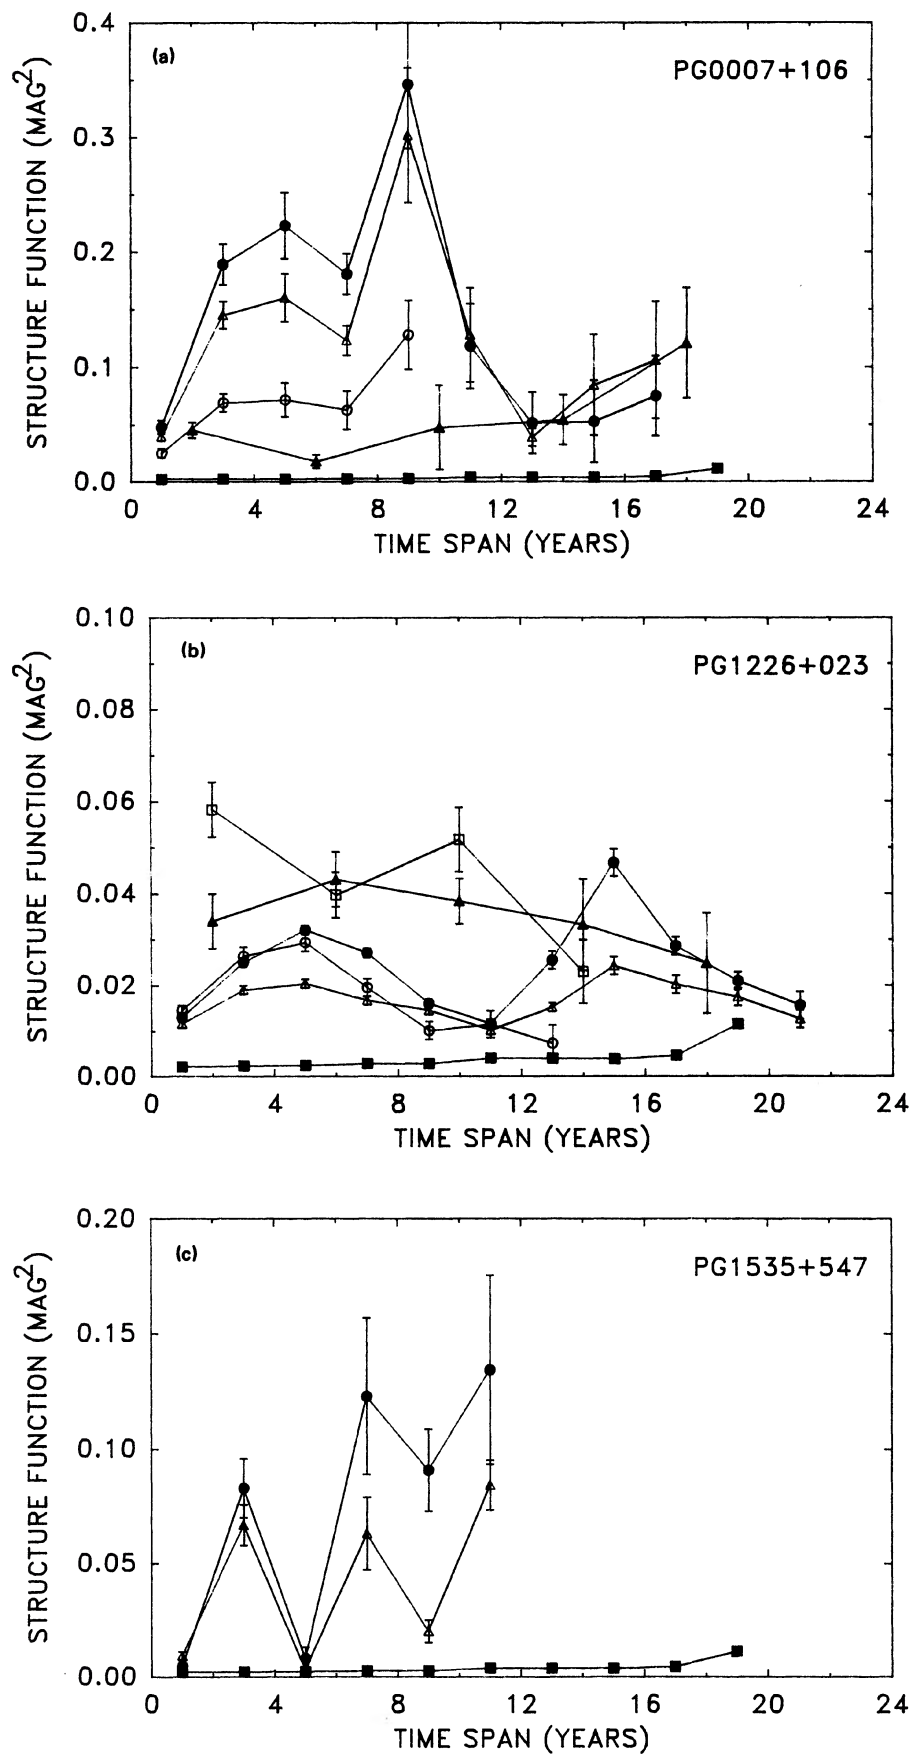 (a)
PG0007+106
STRUCTURE FUNCTION (MAG²)
0.4
0.3
0.2
0.1
0.0
0 4 8 12 16 20 24
TIME SPAN (YEARS)
(b)
PG1226+023
STRUCTURE FUNCTION (MAG²)
0.10
0.08
0.06
0.04
0.02
0.00
0 4 8 12 16 20 24
TIME SPAN (YEARS)
(c)
PG1535+547
STRUCTURE FUNCTION (MAG²)
0.20
0.15
0.10
0.05
0.00
0 4 8 12 16 20 24
TIME SPAN (YEARS)